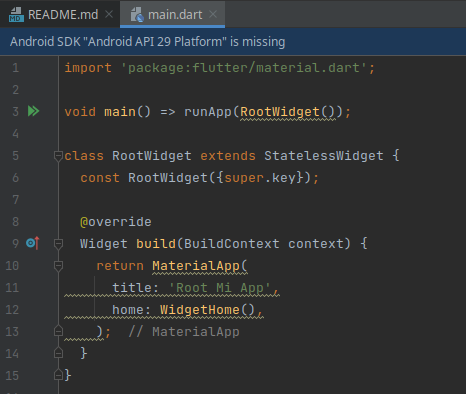 README.md main.dart
Android SDK "Android API 29 Platform" is missing
1 import 'package:flutter/material.dart';
2
3 void main() => runApp(RootWidget());
4
5 class RootWidget extends StatelessWidget {
6 const RootWidget({super.key});
7
8 @override
9 Widget build(BuildContext context) {
10 return MaterialApp(
11 title: 'Root Mi App',
12 home: WidgetHome(),
13 ); // MaterialApp
14 }
15 }